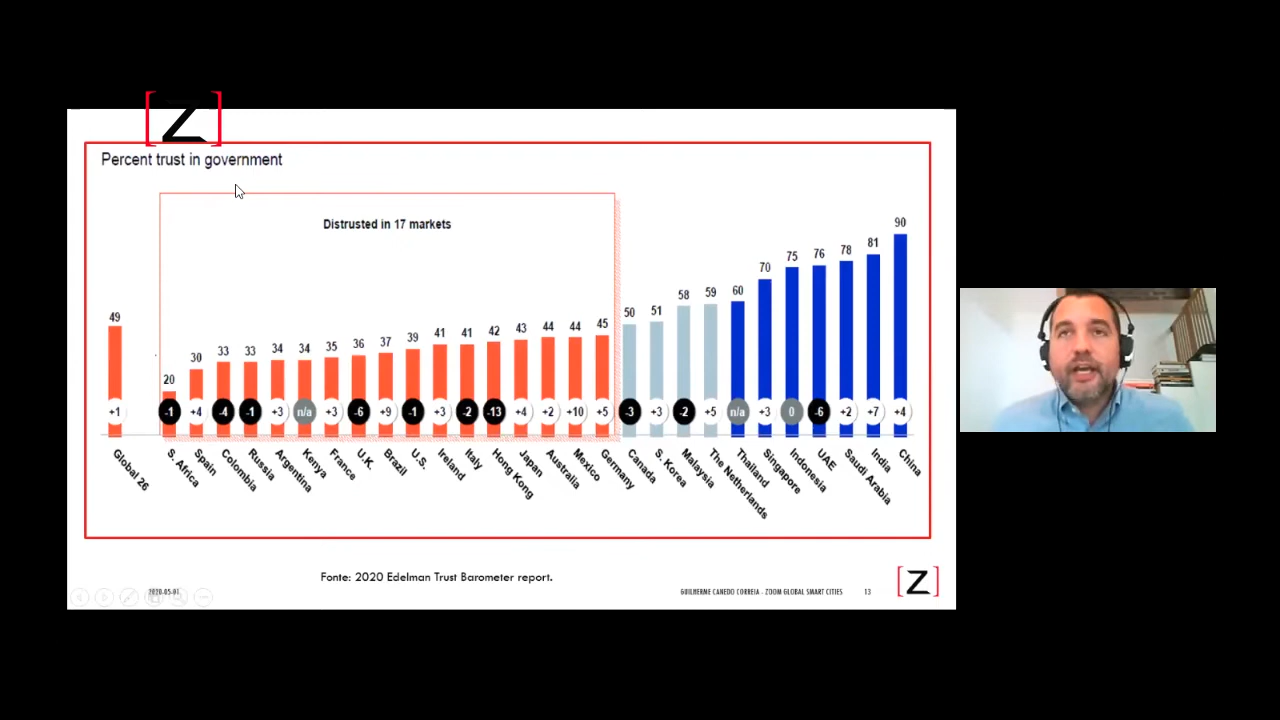 Z
Percent trust in government
Distrusted in 17 markets
49 20 30 33 33 34 34 35 36 37 39 41 41 42 43 44 44 45 50 51 58 59 60 70 75 76 78 81 90
+1 -1 +4 -4 -1 +3 n/a +3 -6 +9 -1 +3 -2 -13 +4 +2 +10 +5 -3 +3 -2 +5 n/a +3 0 -6 +2 +7 +4
Global 26
S. Africa
Spain
Colombia
Russia
Argentina
Kenya
France
U.K.
Brazil
U.S.
Ireland
Italy
Hong Kong
Japan
Australia
Mexico
Germany
Canada
S. Korea
Malaysia
The Netherlands
Thailand
Singapore
Indonesia
UAE
Saudi Arabia
India
China
Fonte: 2020 Edelman Trust Barometer report.
2020-05-01
GUILHERME CANEDO CORREIA - ZOOM GLOBAL SMART CITIES 13
[Z]